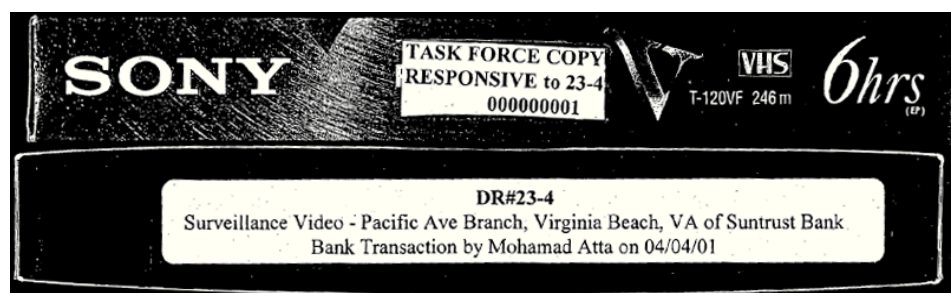 SONY
TASK FORCE COPY
RESPONSIVE to 23-4
000000001
V
VHS
T-120VF 246 m
6hrs
(EP)
DR#23-4
Surveillance Video - Pacific Ave Branch, Virginia Beach, VA of Suntrust Bank
Bank Transaction by Mohamad Atta on 04/04/01